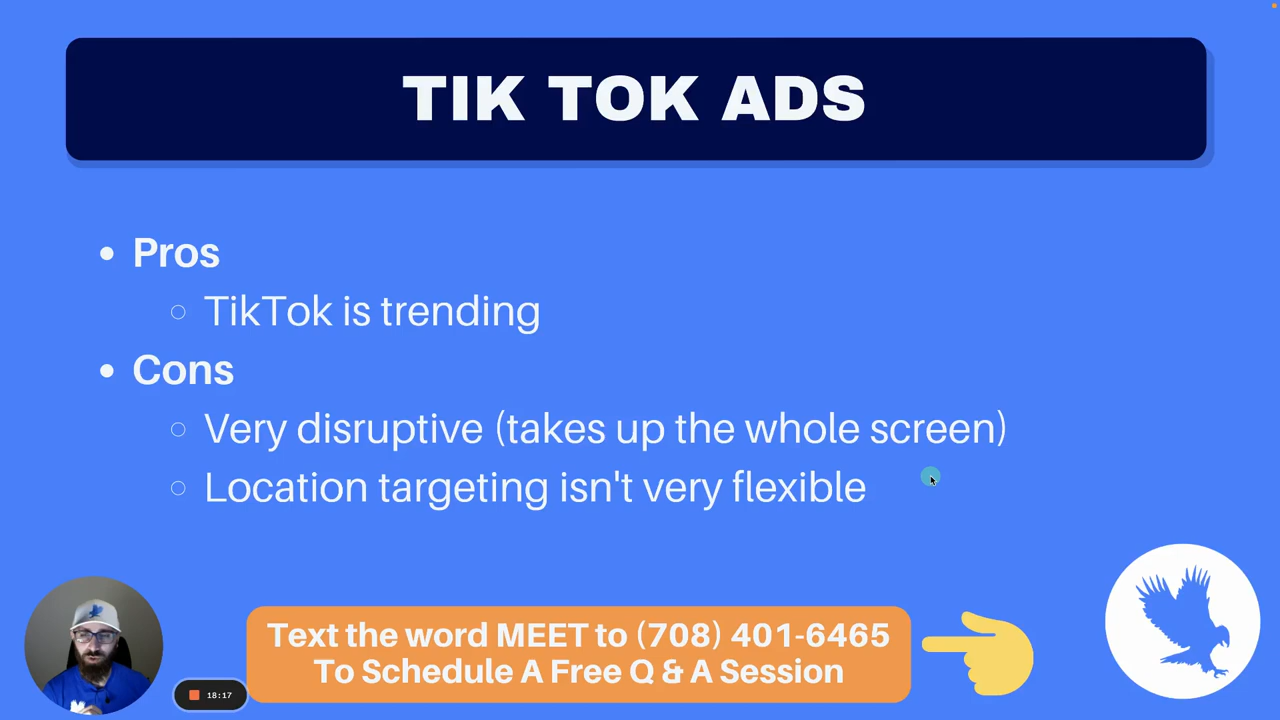 TIK TOK ADS
Pros
TikTok is trending
Cons
Very disruptive (takes up the whole screen)
Location targeting isn't very flexible
Text the word MEET to (708) 401-6465
To Schedule A Free Q & A Session
18:17